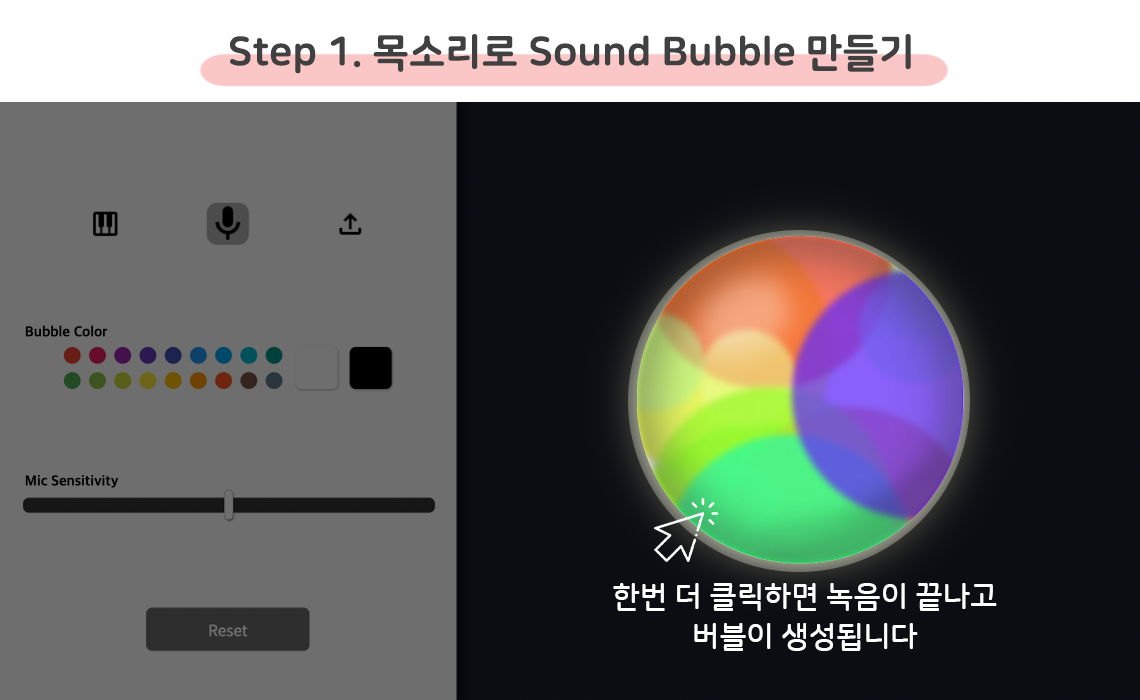 Step 1. 목소리로 Sound Bubble 만들기
Bubble Color
Mic Sensitivity
Reset
한번 더 클릭하면 녹음이 끝나고
버블이 생성됩니다